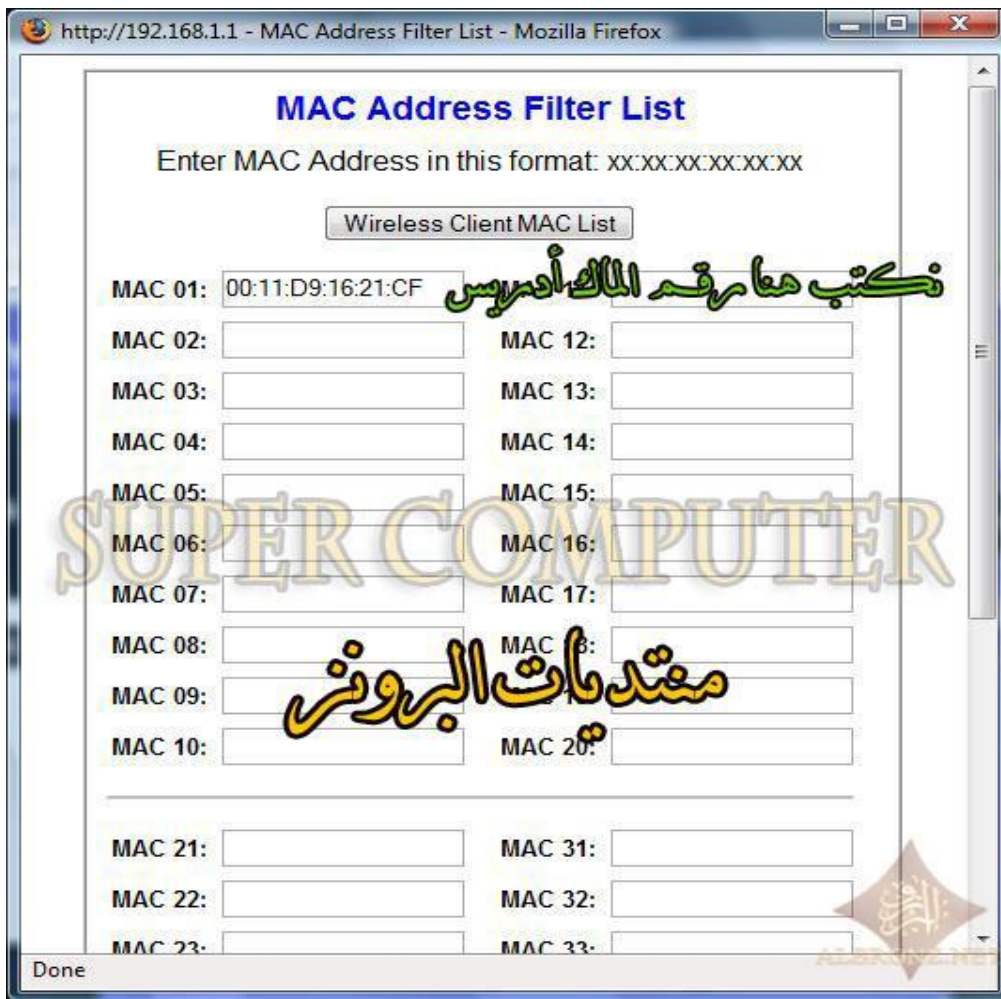 http://192.168.1.1 - MAC Address Filter List - Mozilla Firefox
MAC Address Filter List
Enter MAC Address in this format: xx:xx:xx:xx:xx:xx
Wireless Client MAC List
MAC 01: 00:11:D9:16:21:CF
نكتب هنا رقم الماك أدريس
MAC 02: MAC 12:
MAC 03: MAC 13:
MAC 04: MAC 14:
MAC 05: MAC 15:
SUPER COMPUTER
MAC 06: MAC 16:
MAC 07: MAC 17:
MAC 08: MAC
منتديات البرونز
MAC 09:
MAC 10: MAC 20:
MAC 21: MAC 31:
MAC 22: MAC 32:
MAC 23: MAC 33:
Done